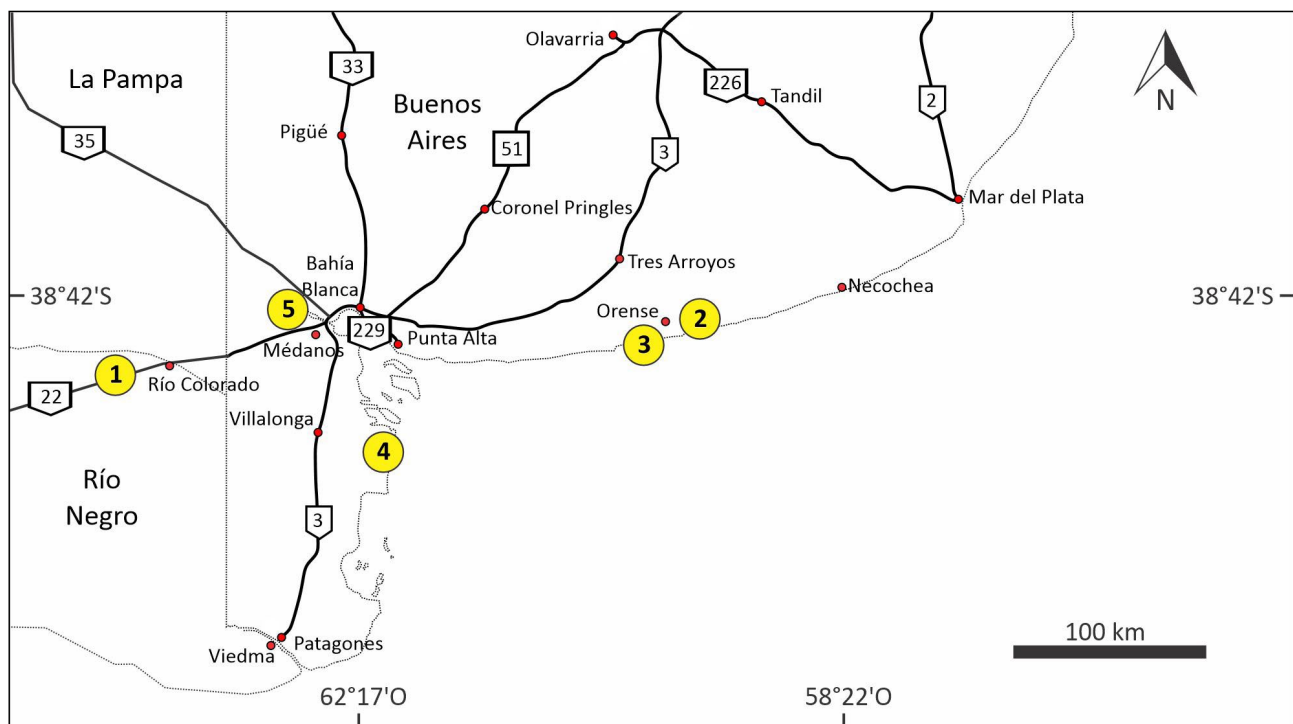 Olavarria
La Pampa
33
Buenos
Aires
226
Tandil
2
N
35
Pigüé
51
3
Coronel Pringles
Mar del Plata
Bahía
Blanca
Tres Arroyos
38°42'S
5
Necochea
38°42'S
229
Orense
2
Médanos
Punta Alta
3
1
Río Colorado
22
Villalonga
4
Río
Negro
3
Patagones
Viedma
100 km
62°17'O
58°22'O